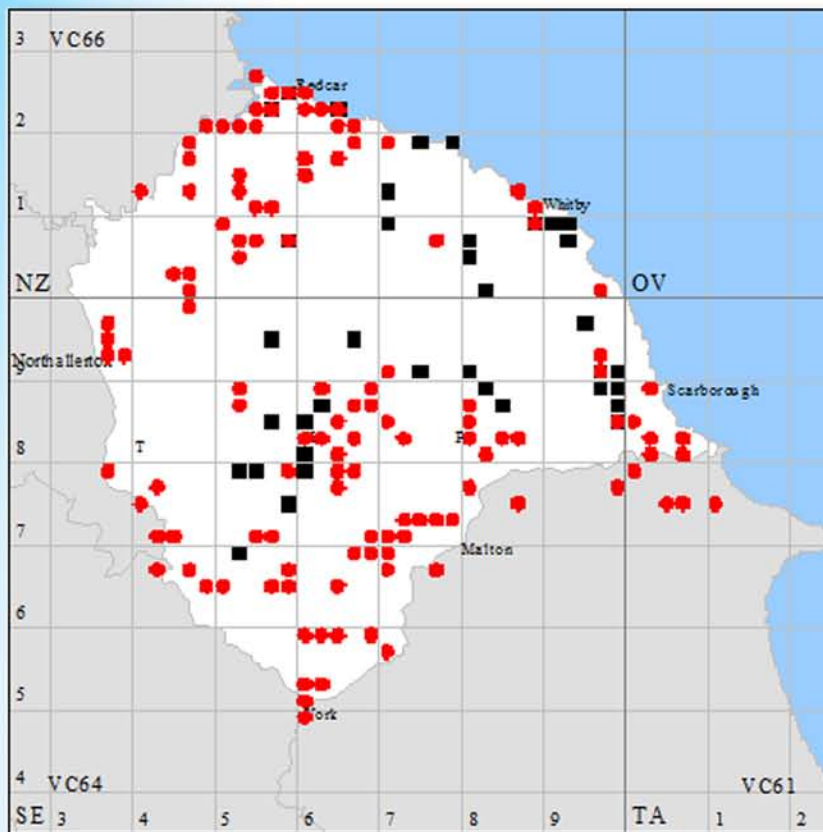 3 VC66
Redcar
2
1 Whitby
NZ OV
Northallerton
9 Scarborough
8 T P
7 Malton
6
5 York
4 VC64 VC61
SE 3 4 5 6 7 8 9 TA 1 2